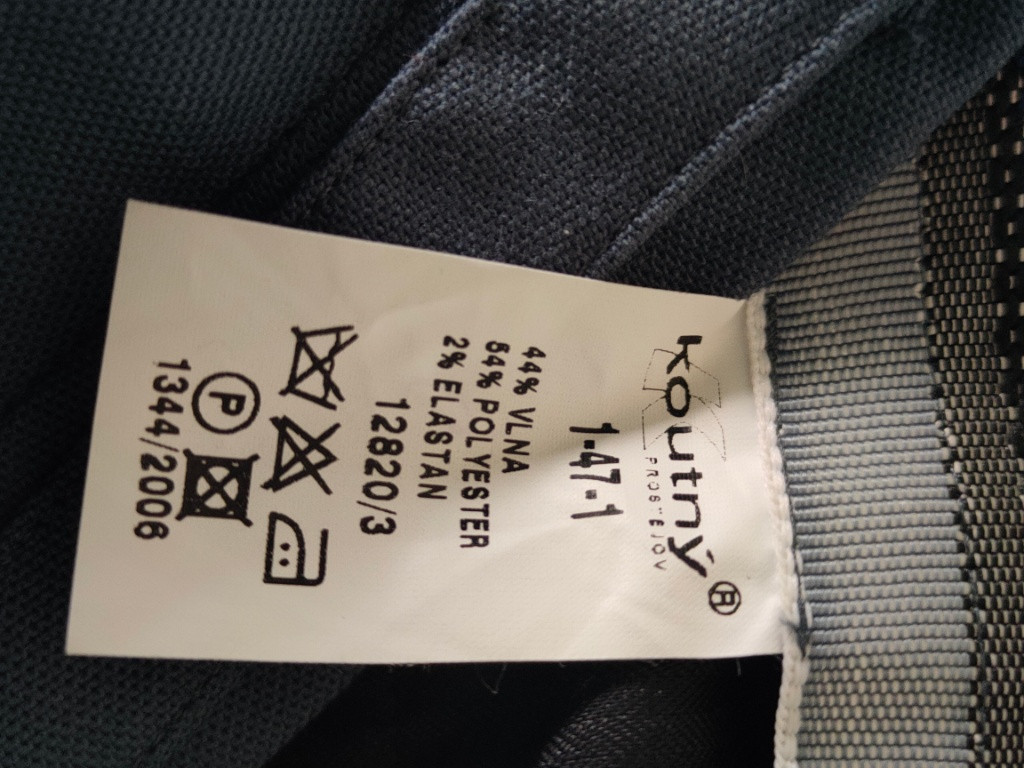 koutný®
PROSTĚJOV
1-47-1
44% VLNA
54% POLYESTER
2% ELASTAN
12820/3
P
1344/2006